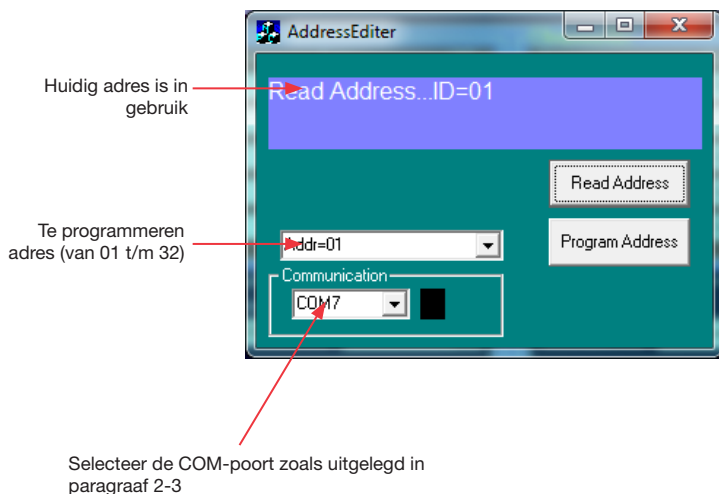 AddressEditer
Huidig adres is in
gebruik
Read Address...ID=01
Read Address
Te programmeren
adres (van 01 t/m 32)
Addr=01
Program Address
Communication
COM7
Selecteer de COM-poort zoals uitgelegd in
paragraaf 2-3